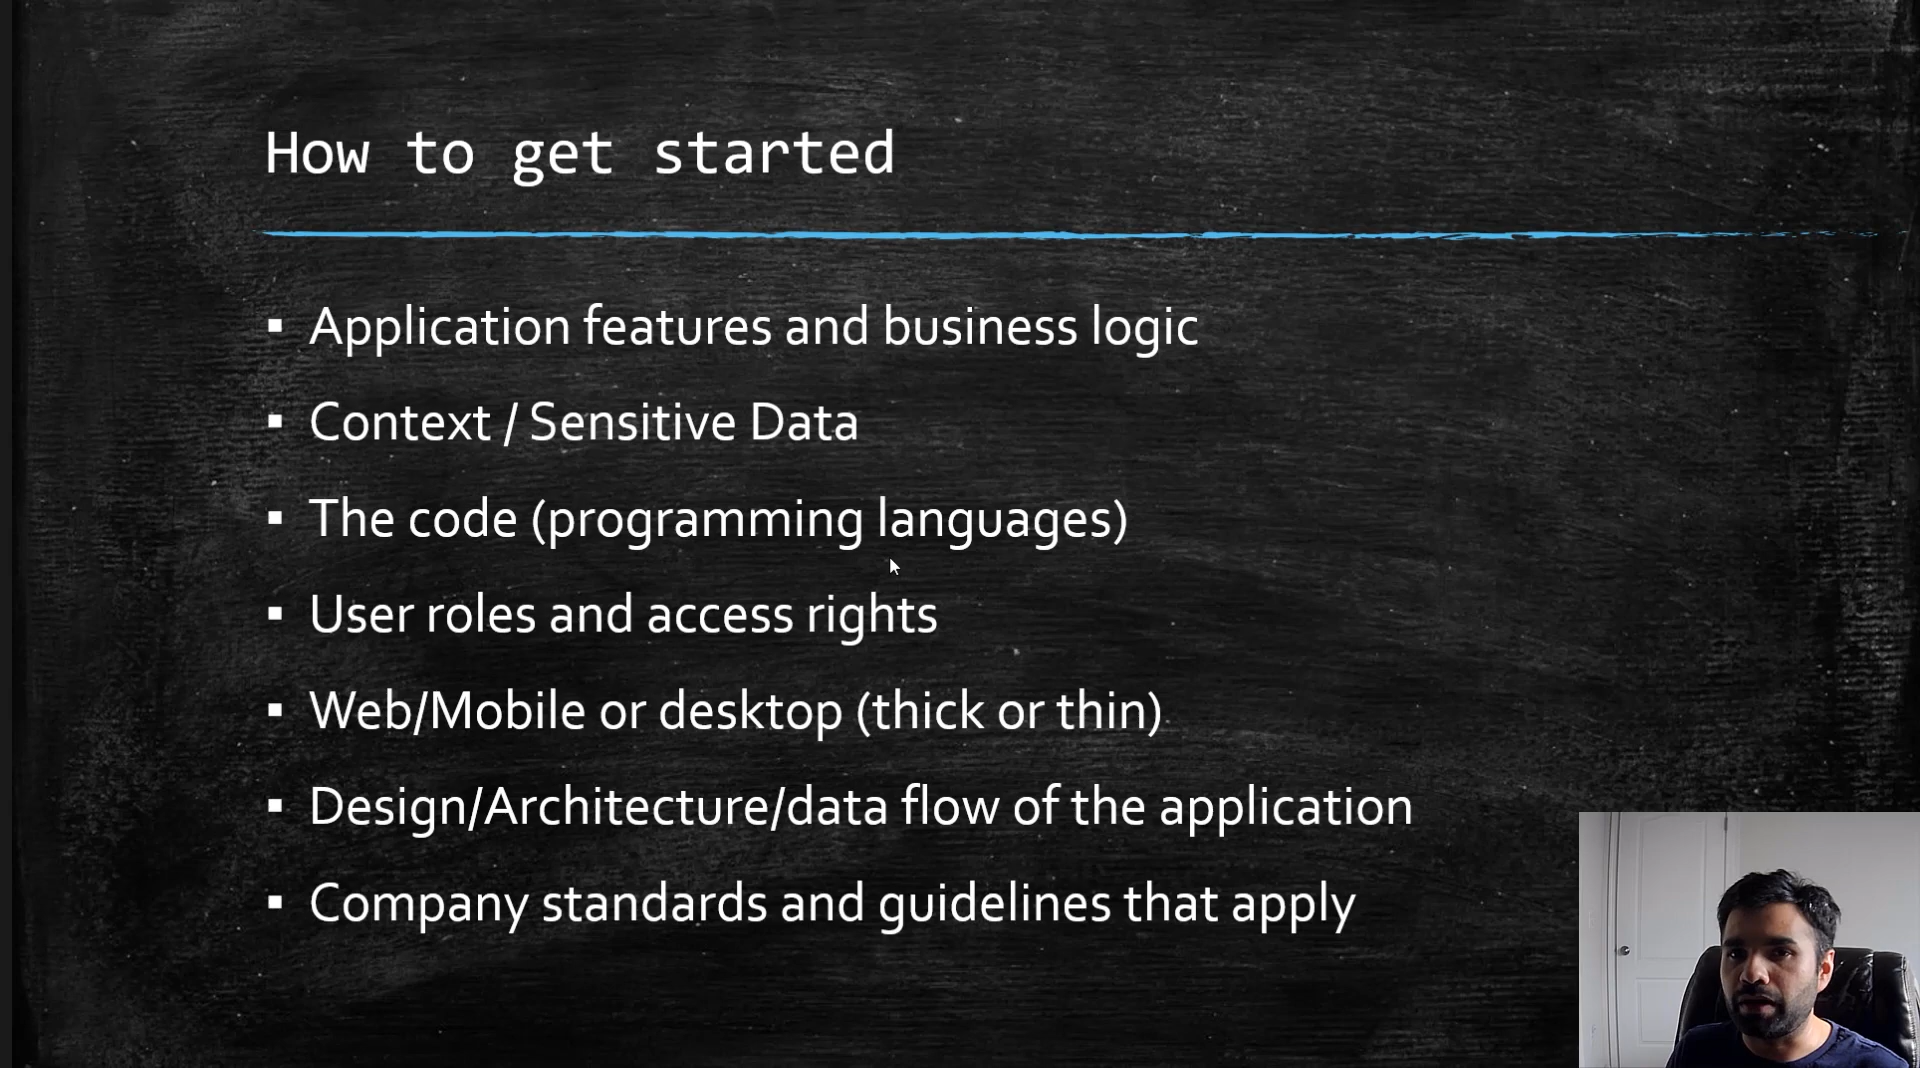 How to get started
Application features and business logic
Context / Sensitive Data
The code (programming languages)
User roles and access rights
Web/Mobile or desktop (thick or thin)
Design/Architecture/data flow of the application
Company standards and guidelines that apply